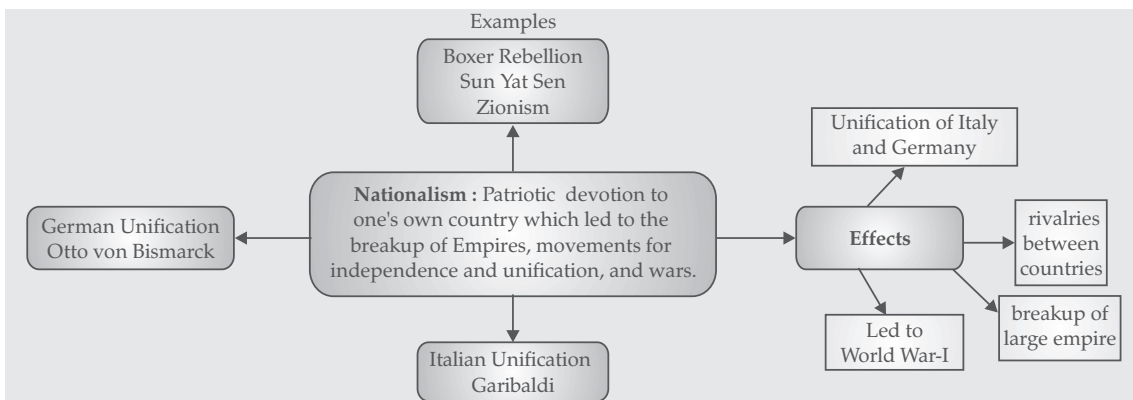 Examples
Boxer Rebellion
Sun Yat Sen
Zionism
Nationalism : Patriotic devotion to
one's own country which led to the
breakup of Empires, movements for
independence and unification, and wars.
German Unification
Otto von Bismarck
Italian Unification
Garibaldi
Effects
Unification of Italy
and Germany
rivalries
between
countries
breakup of
large empire
Led to
World War-I